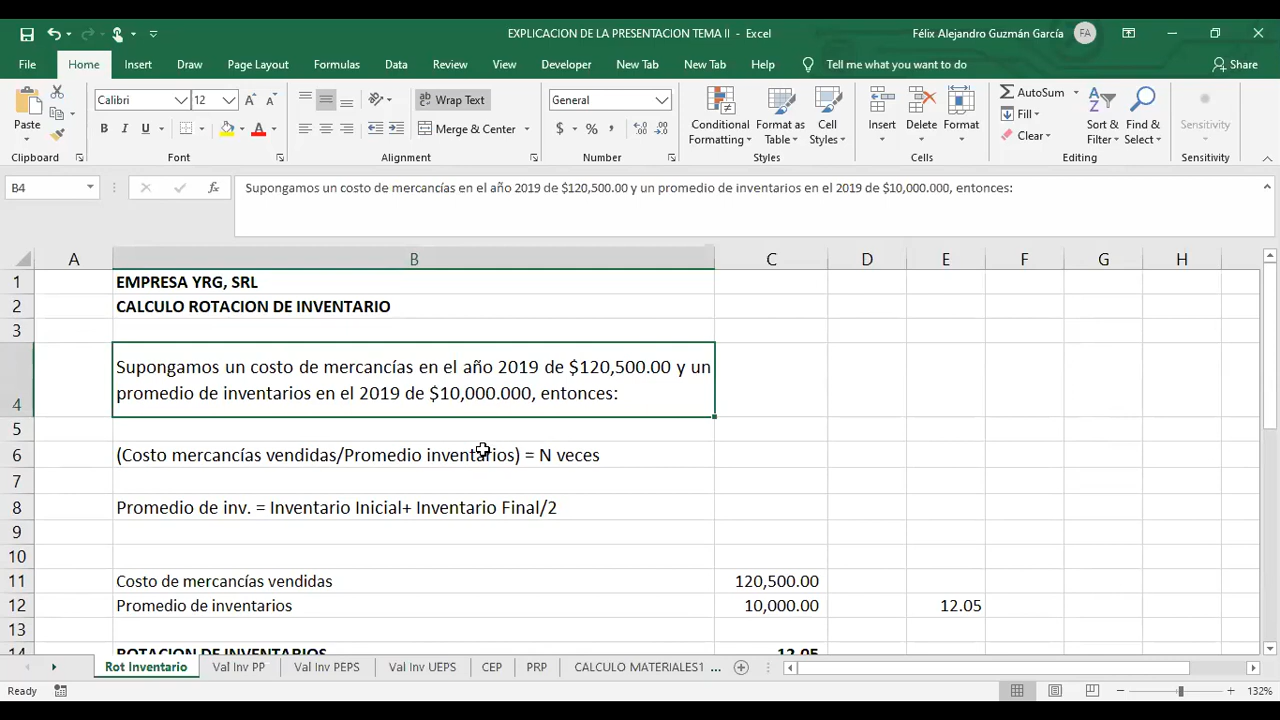 EXPLICACION DE LA PRESENTACION TEMA II - Excel
Félix Alejandro Guzmán García
FA
File Home Insert Draw Page Layout Formulas Data Review View Developer New Tab New Tab Help Tell me what you want to do Share
Paste
Calibri 12
B I U A
Wrap Text
Merge & Center
General
$ % ,
Conditional Formatting
Format as Table
Cell Styles
Insert Delete Format
AutoSum
Fill
Clear
Sort & Filter
Find & Select
Sensitivity
Clipboard Font Alignment Number Styles Cells Editing Sensitivity
B4 fx Supongamos un costo de mercancías en el año 2019 de $120,500.00 y un promedio de inventarios en el 2019 de $10,000.000, entonces:
A B C D E F G H
1 EMPRESA YRG, SRL
2 CALCULO ROTACION DE INVENTARIO
3
Supongamos un costo de mercancías en el año 2019 de $120,500.00 y un
4 promedio de inventarios en el 2019 de $10,000.000, entonces:
5
6 (Costo mercancías vendidas/Promedio inventarios) = N veces
7
8 Promedio de inv. = Inventario Inicial+ Inventario Final/2
9
10
11 Costo de mercancías vendidas 120,500.00
12 Promedio de inventarios 10,000.00 12.05
13
14 ROTACION DE INVENTARIOS 12.05
Rot Inventario Val Inv PP Val Inv PEPS Val Inv UEPS CEP PRP CALCULO MATERIALES1 ...
Ready 132%